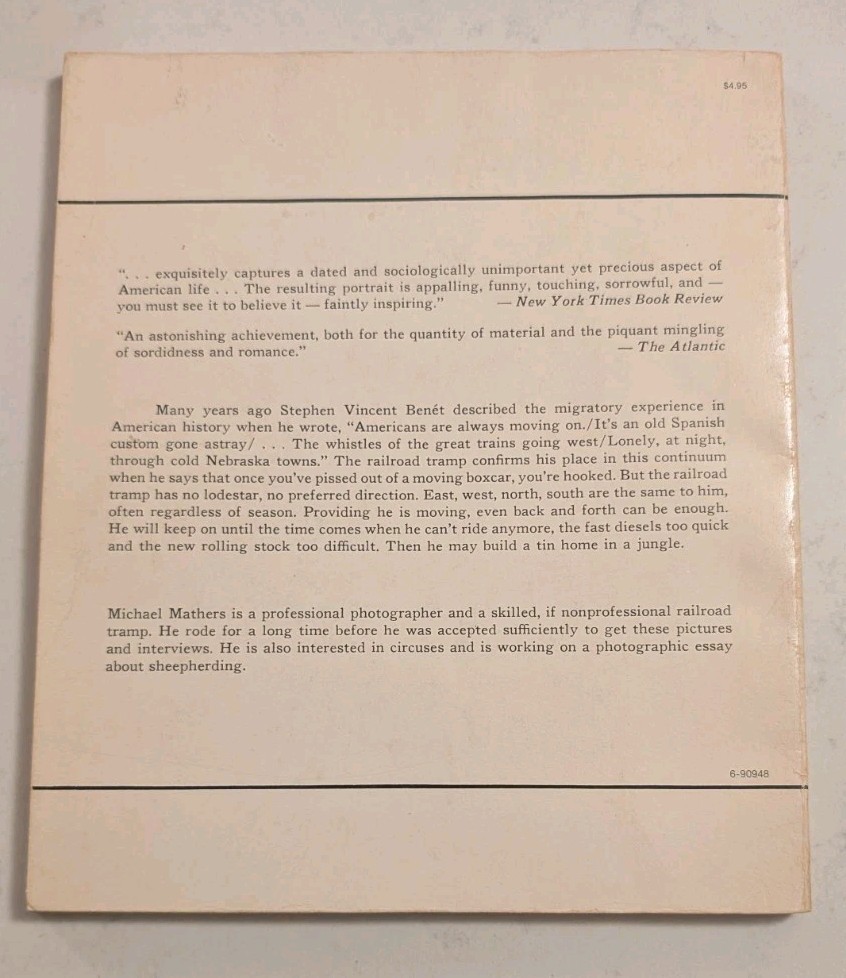 $4.95
“. . . exquisitely captures a dated and sociologically unimportant yet precious aspect of
American life . . . The resulting portrait is appalling, funny, touching, sorrowful, and —
you must see it to believe it — faintly inspiring.” — New York Times Book Review
“An astonishing achievement, both for the quantity of material and the piquant mingling
of sordidness and romance.” — The Atlantic
Many years ago Stephen Vincent Benét described the migratory experience in
American history when he wrote, “Americans are always moving on./It’s an old Spanish
custom gone astray/ . . . The whistles of the great trains going west/Lonely, at night,
through cold Nebraska towns.” The railroad tramp confirms his place in this continuum
when he says that once you’ve pissed out of a moving boxcar, you’re hooked. But the railroad
tramp has no lodestar, no preferred direction. East, west, north, south are the same to him,
often regardless of season. Providing he is moving, even back and forth can be enough.
He will keep on until the time comes when he can’t ride anymore, the fast diesels too quick
and the new rolling stock too difficult. Then he may build a tin home in a jungle.
Michael Mathers is a professional photographer and a skilled, if nonprofessional railroad
tramp. He rode for a long time before he was accepted sufficiently to get these pictures
and interviews. He is also interested in circuses and is working on a photographic essay
about sheepherding.
6-90948